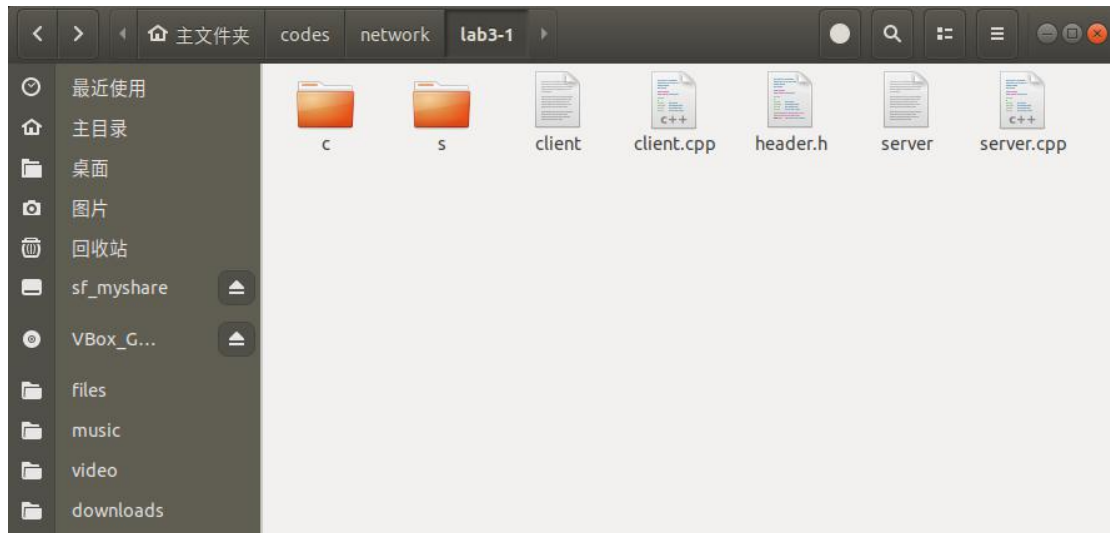 主文件夹 codes network lab3-1
最近使用
主目录
桌面
图片
回收站
sf_myshare
VBox_G...
files
music
video
downloads
c s client client.cpp header.h server server.cpp
C++ C++